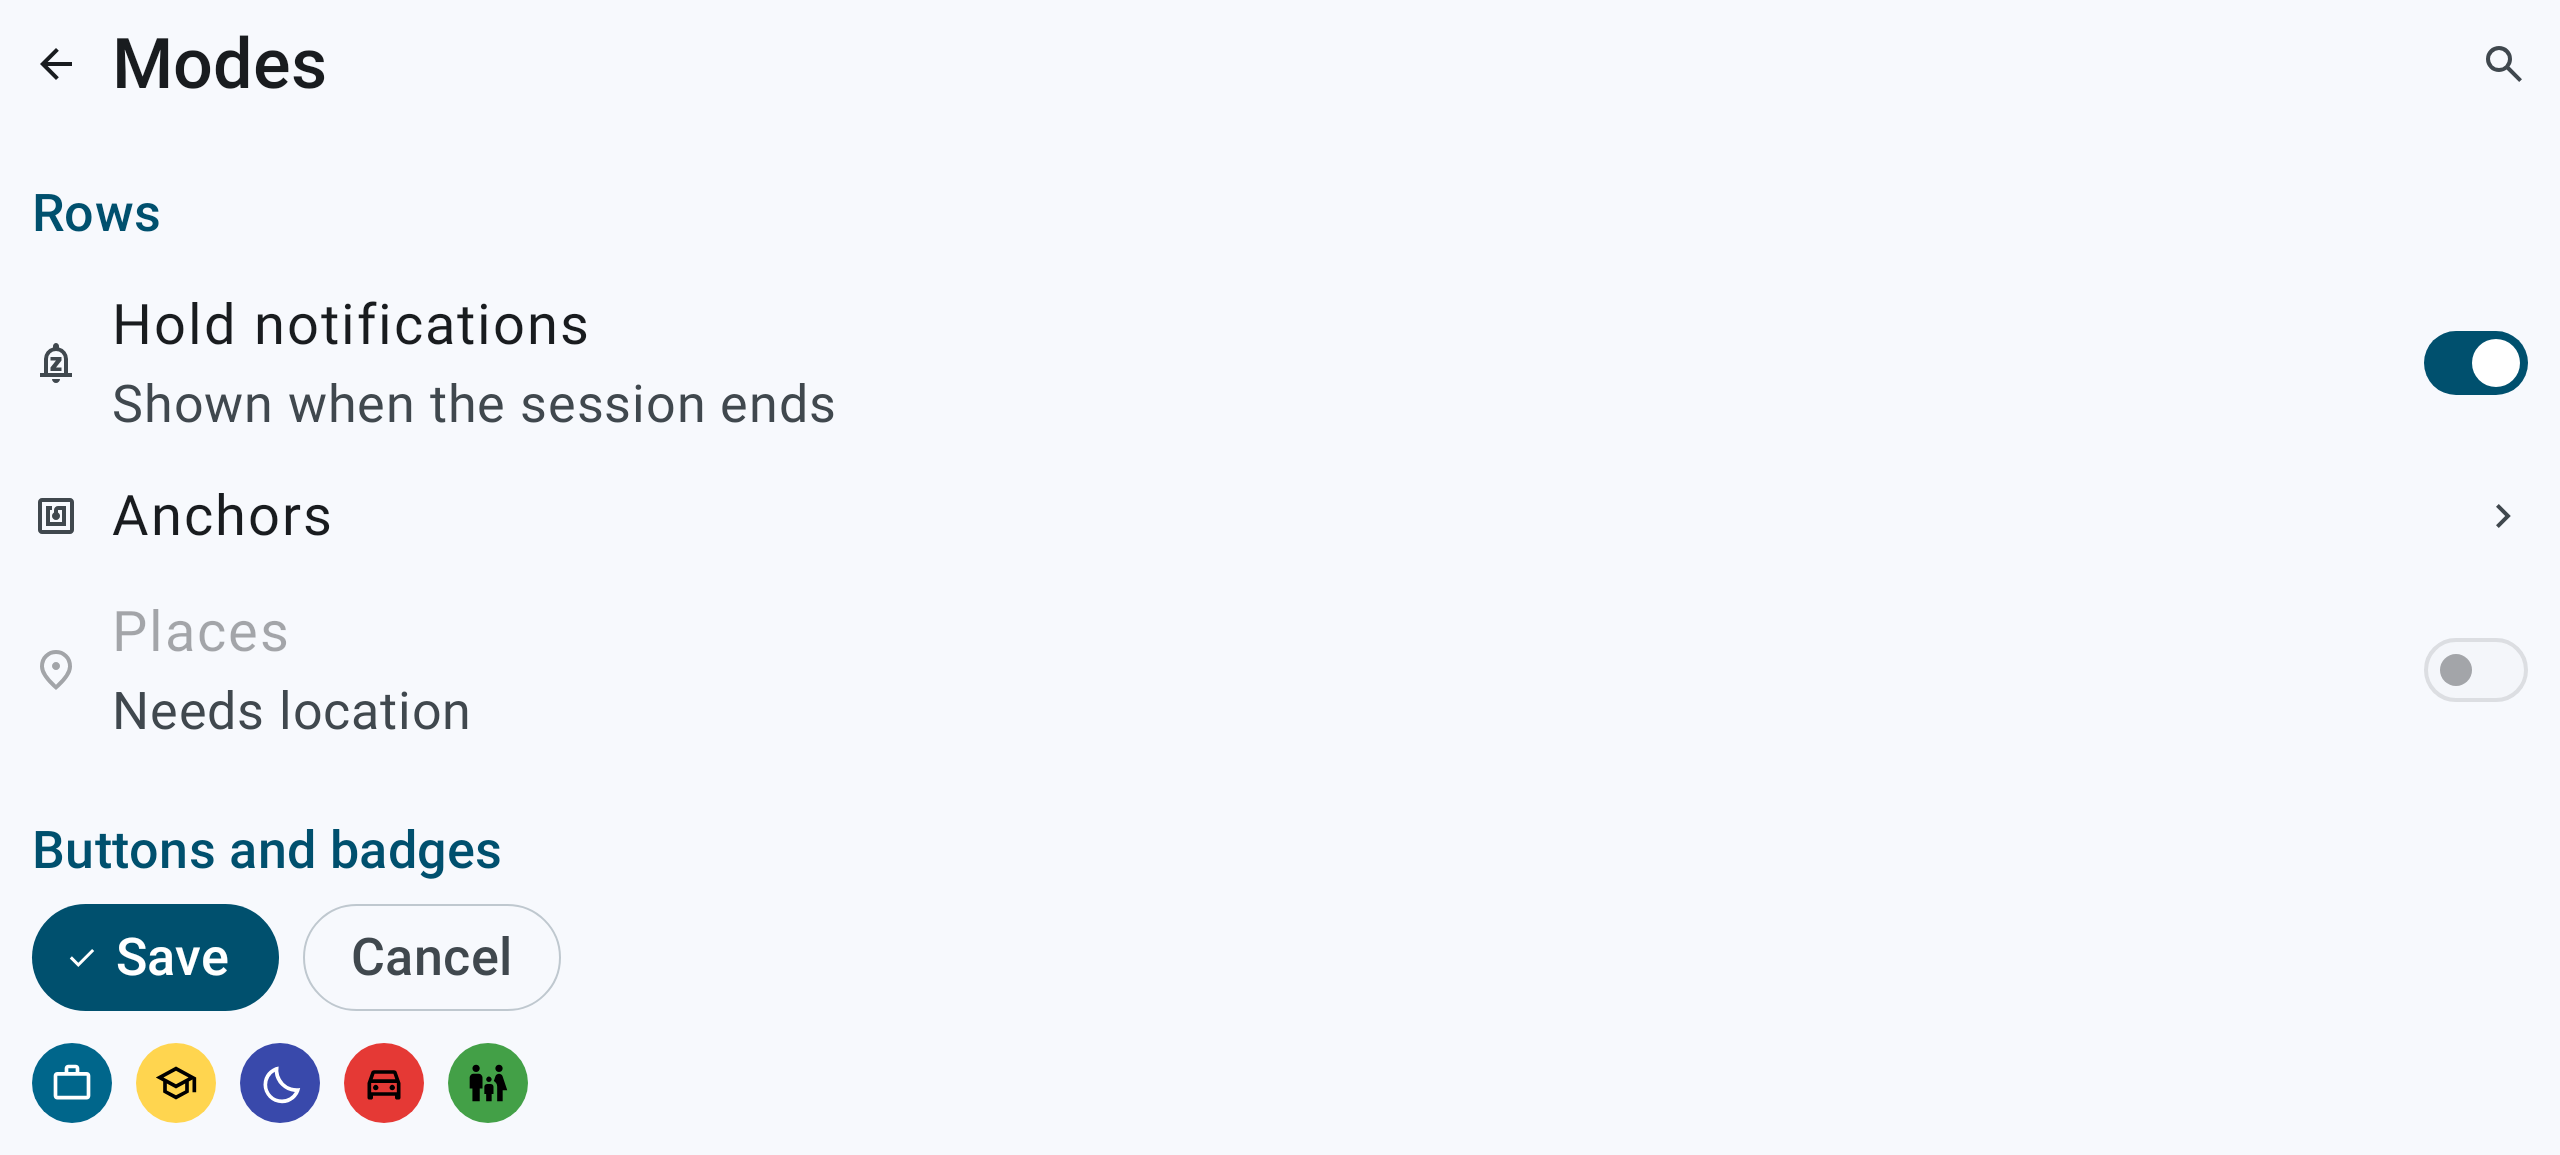 Modes
Rows
Hold notifications
Shown when the session ends
Anchors
Places
Needs location
Buttons and badges
Save
Cancel